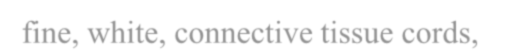 fine, white, connective tissue cords,